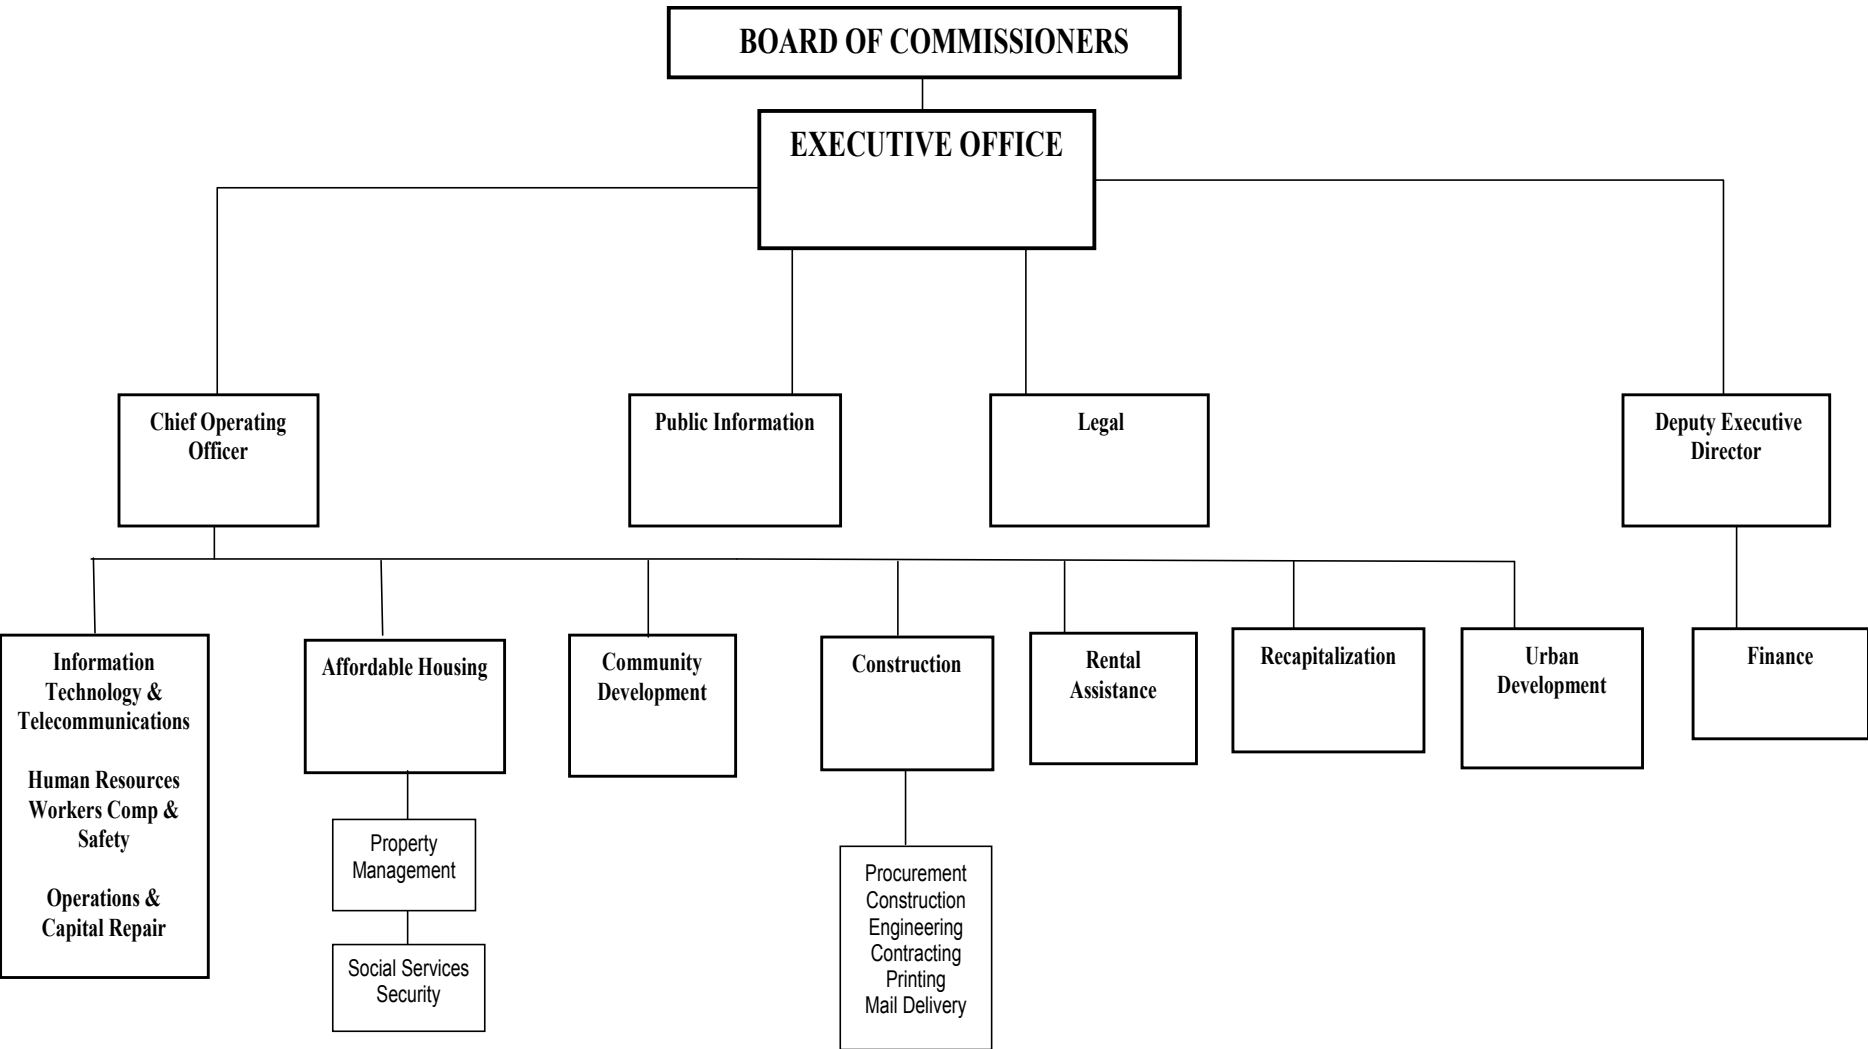 BOARD OF COMMISSIONERS
EXECUTIVE OFFICE
Chief Operating
Officer
Public Information
Legal
Deputy Executive
Director
Information
Technology &
Telecommunications
Human Resources
Workers Comp &
Safety
Operations &
Capital Repair
Affordable Housing
Community
Development
Construction
Rental
Assistance
Recapitalization
Urban
Development
Finance
Property
Management
Social Services
Security
Procurement
Construction
Engineering
Contracting
Printing
Mail Delivery